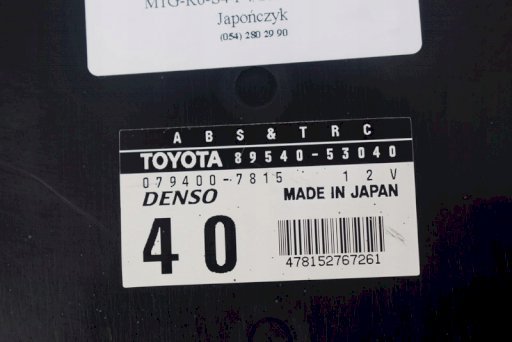 Japończyk
(054) 280 29 90
ABS&TRC
TOYOTA 89540-53040
079400-7815 12V
DENSO MADE IN JAPAN
40
478152767261